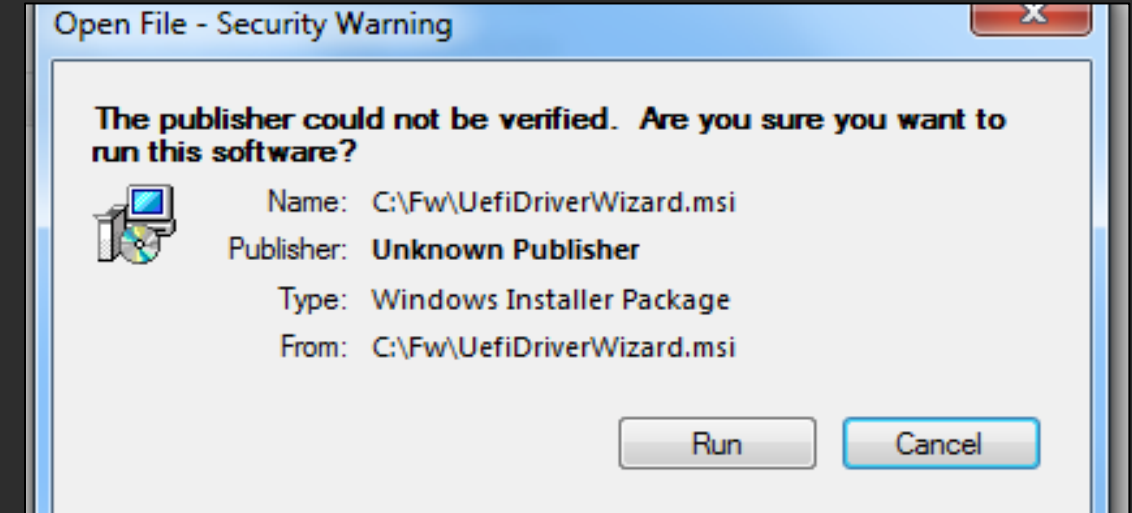 Open File - Security Warning
The publisher could not be verified.  Are you sure you want to
run this software?
Name: C:\Fw\UefiDriverWizard.msi
Publisher: Unknown Publisher
Type: Windows Installer Package
From: C:\Fw\UefiDriverWizard.msi
Run Cancel